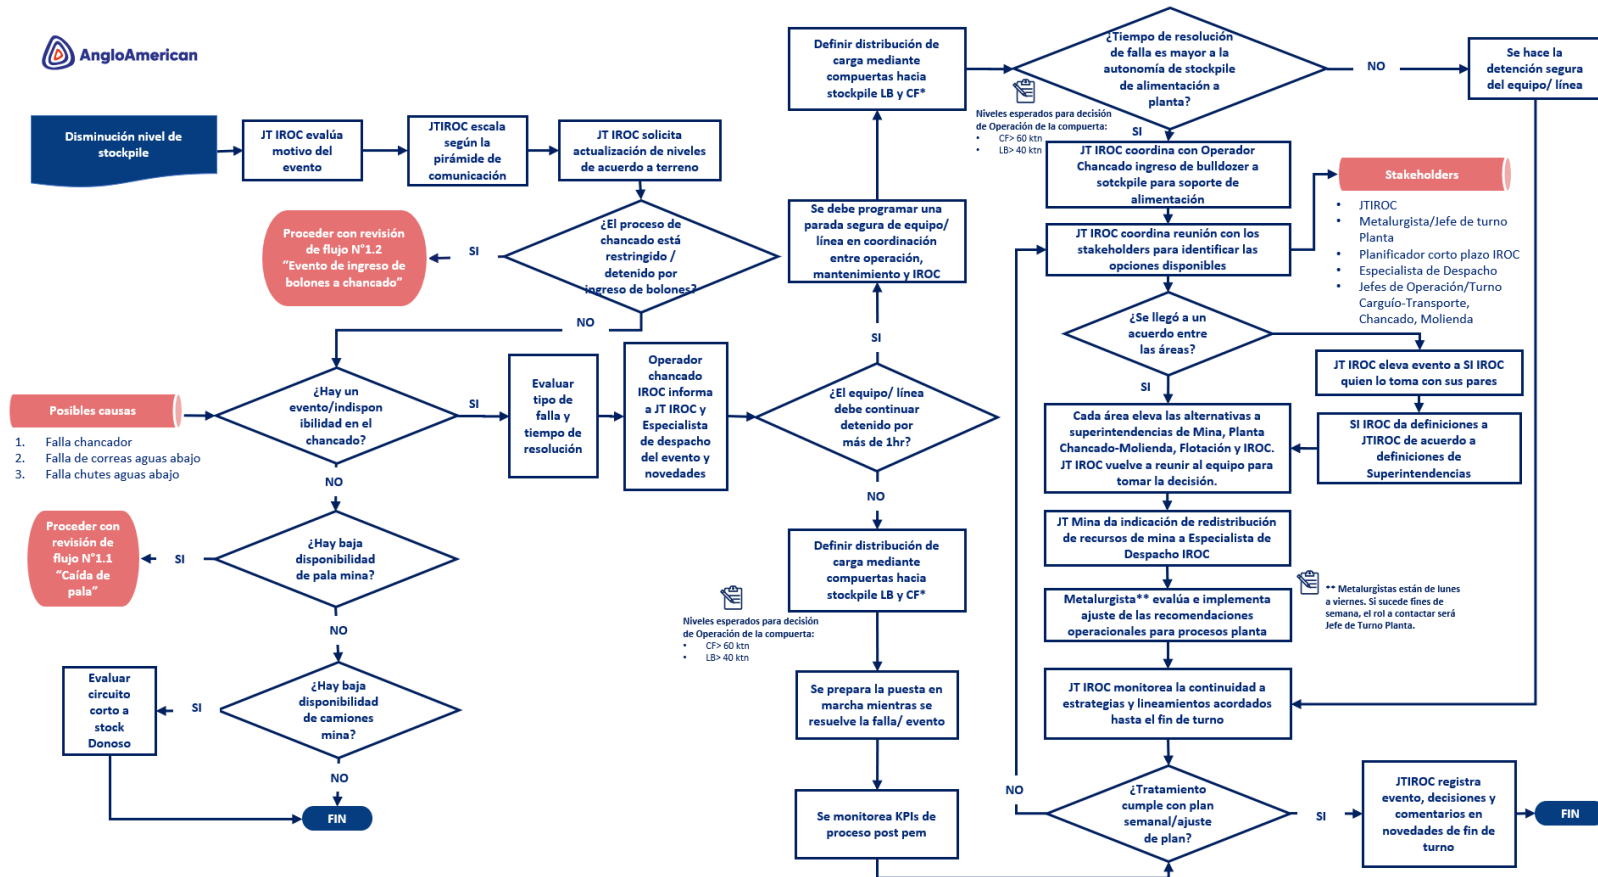 AngloAmerican
Disminución nivel de
stockpile
JT IROC evalúa
motivo del
evento
JTIROC escala
según la
pirámide de
comunicación
JT IROC solicita
actualización de niveles
de acuerdo a terreno
¿El proceso de
chancado está
restringido /
detenido por
ingreso de bolones?
SI
Proceder con revisión
de flujo N°1.2
“Evento de ingreso de
bolones a chancado”
NO
Posibles causas
1. Falla chancador
2. Falla de correas aguas abajo
3. Falla chutes aguas abajo
¿Hay un
evento/indispon
ibilidad en el
chancado?
SI
Evaluar
tipo de
falla y
tiempo de
resolución
Operador
chancado
IROC informa
a JT IROC y
Especialista
de despacho
del evento y
novedades
¿El equipo/ línea
debe continuar
detenido por
más de 1hr?
NO
¿Hay baja
disponibilidad
de pala mina?
SI
Proceder con
revisión de
flujo N°1.1
“Caída de
pala”
NO
¿Hay baja
disponibilidad
de camiones
mina?
SI
Evaluar
circuito
corto a
stock
Donoso
NO
FIN
SI
Se debe programar una
parada segura de equipo/
línea en coordinación
entre operación,
mantenimiento y IROC
Definir distribución de
carga mediante
compuertas hacia
stockpile LB y CF*
NO
Definir distribución de
carga mediante
compuertas hacia
stockpile LB y CF*
Niveles esperados para decisión
de Operación de la compuerta:
• CF> 60 ktn
• LB> 40 ktn
Se prepara la puesta en
marcha mientras se
resuelve la falla/ evento
Se monitorea KPIs de
proceso post pem
¿Tiempo de resolución
de falla es mayor a la
autonomía de stockpile
de alimentación a
planta?
Niveles esperados para decisión
de Operación de la compuerta:
• CF> 60 ktn
• LB> 40 ktn
NO
Se hace la
detención segura
del equipo/ línea
SI
JT IROC coordina con Operador
Chancado ingreso de bulldozer a
sotckpile para soporte de
alimentación
JT IROC coordina reunión con los
stakeholders para identificar las
opciones disponibles
Stakeholders
• JTIROC
• Metalurgista/Jefe de turno
Planta
• Planificador corto plazo IROC
• Especialista de Despacho
• Jefes de Operación/Turno
Carguío-Transporte,
Chancado, Molienda
¿Se llegó a un
acuerdo entre
las áreas?
JT IROC eleva evento a SI IROC
quien lo toma con sus pares
SI IROC da definiciones a
JTIROC de acuerdo a
definiciones de
Superintendencias
SI
Cada área eleva las alternativas a
superintendencias de Mina, Planta
Chancado-Molienda, Flotación y IROC.
JT IROC vuelve a reunir al equipo para
tomar la decisión.
JT Mina da indicación de redistribución
de recursos de mina a Especialista de
Despacho IROC
Metalurgista** evalúa e implementa
ajuste de las recomendaciones
operacionales para procesos planta
** Metalurgistas están de lunes
a viernes. Si sucede fines de
semana, el rol a contactar será
Jefe de Turno Planta.
JT IROC monitorea la continuidad a
estrategias y lineamientos acordados
hasta el fin de turno
¿Tratamiento
cumple con plan
semanal/ajuste
de plan?
NO
SI
JTIROC registra
evento, decisiones y
comentarios en
novedades de fin de
turno
FIN